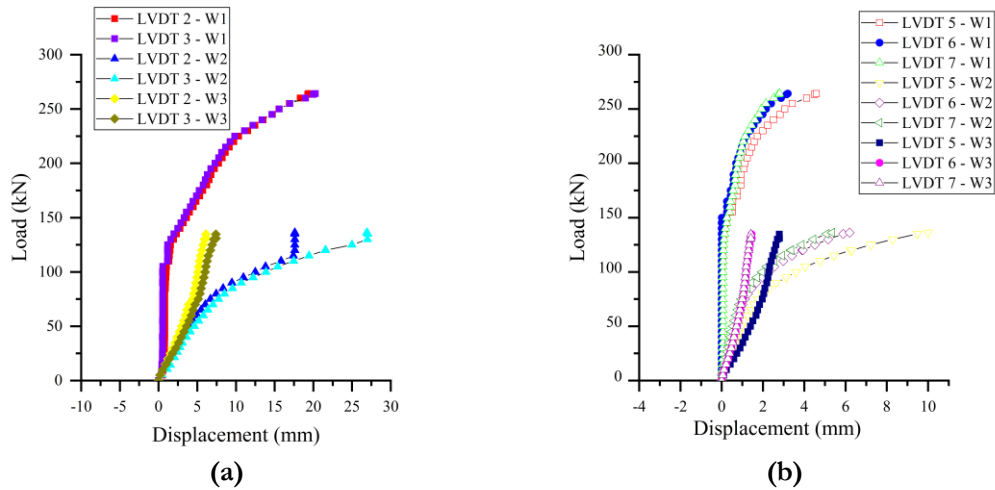 LVDT 2 - W1
LVDT 3 - W1
LVDT 2 - W2
LVDT 3 - W2
LVDT 2 - W3
LVDT 3 - W3
300
250
200
150
100
50
0
Load (kN)
-10 -5 0 5 10 15 20 25 30
Displacement (mm)
(a)
LVDT 5 - W1
LVDT 6 - W1
LVDT 7 - W1
LVDT 5 - W2
LVDT 6 - W2
LVDT 7 - W2
LVDT 5 - W3
LVDT 6 - W3
LVDT 7 - W3
300
250
200
150
100
50
0
Load (kN)
-4 -2 0 2 4 6 8 10
Displacement (mm)
(b)